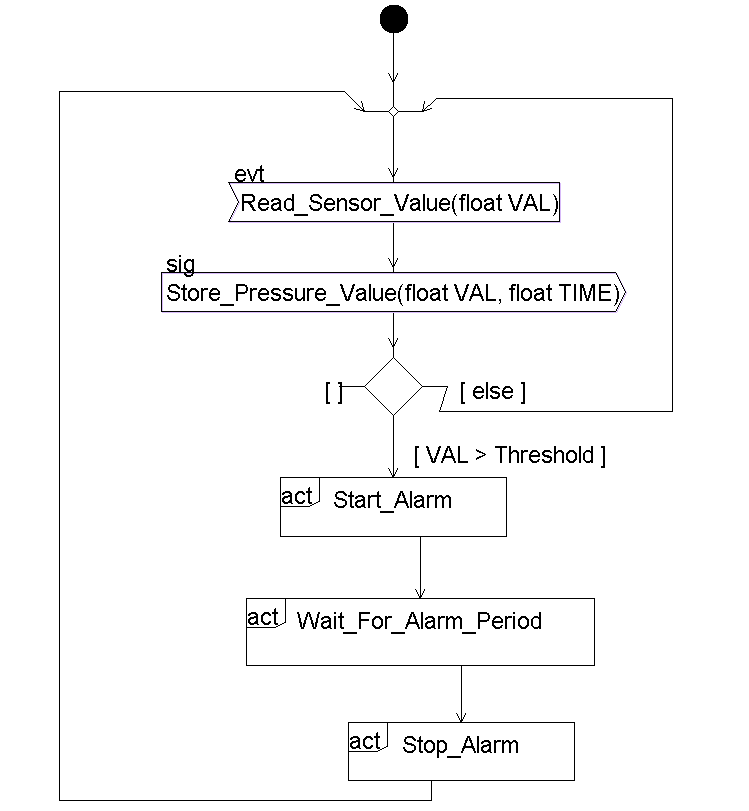 evt
Read_Sensor_Value(float VAL)
sig
Store_Pressure_Value(float VAL, float TIME)
[ ]
[ else ]
[ VAL > Threshold ]
act
Start_Alarm
act
Wait_For_Alarm_Period
act
Stop_Alarm